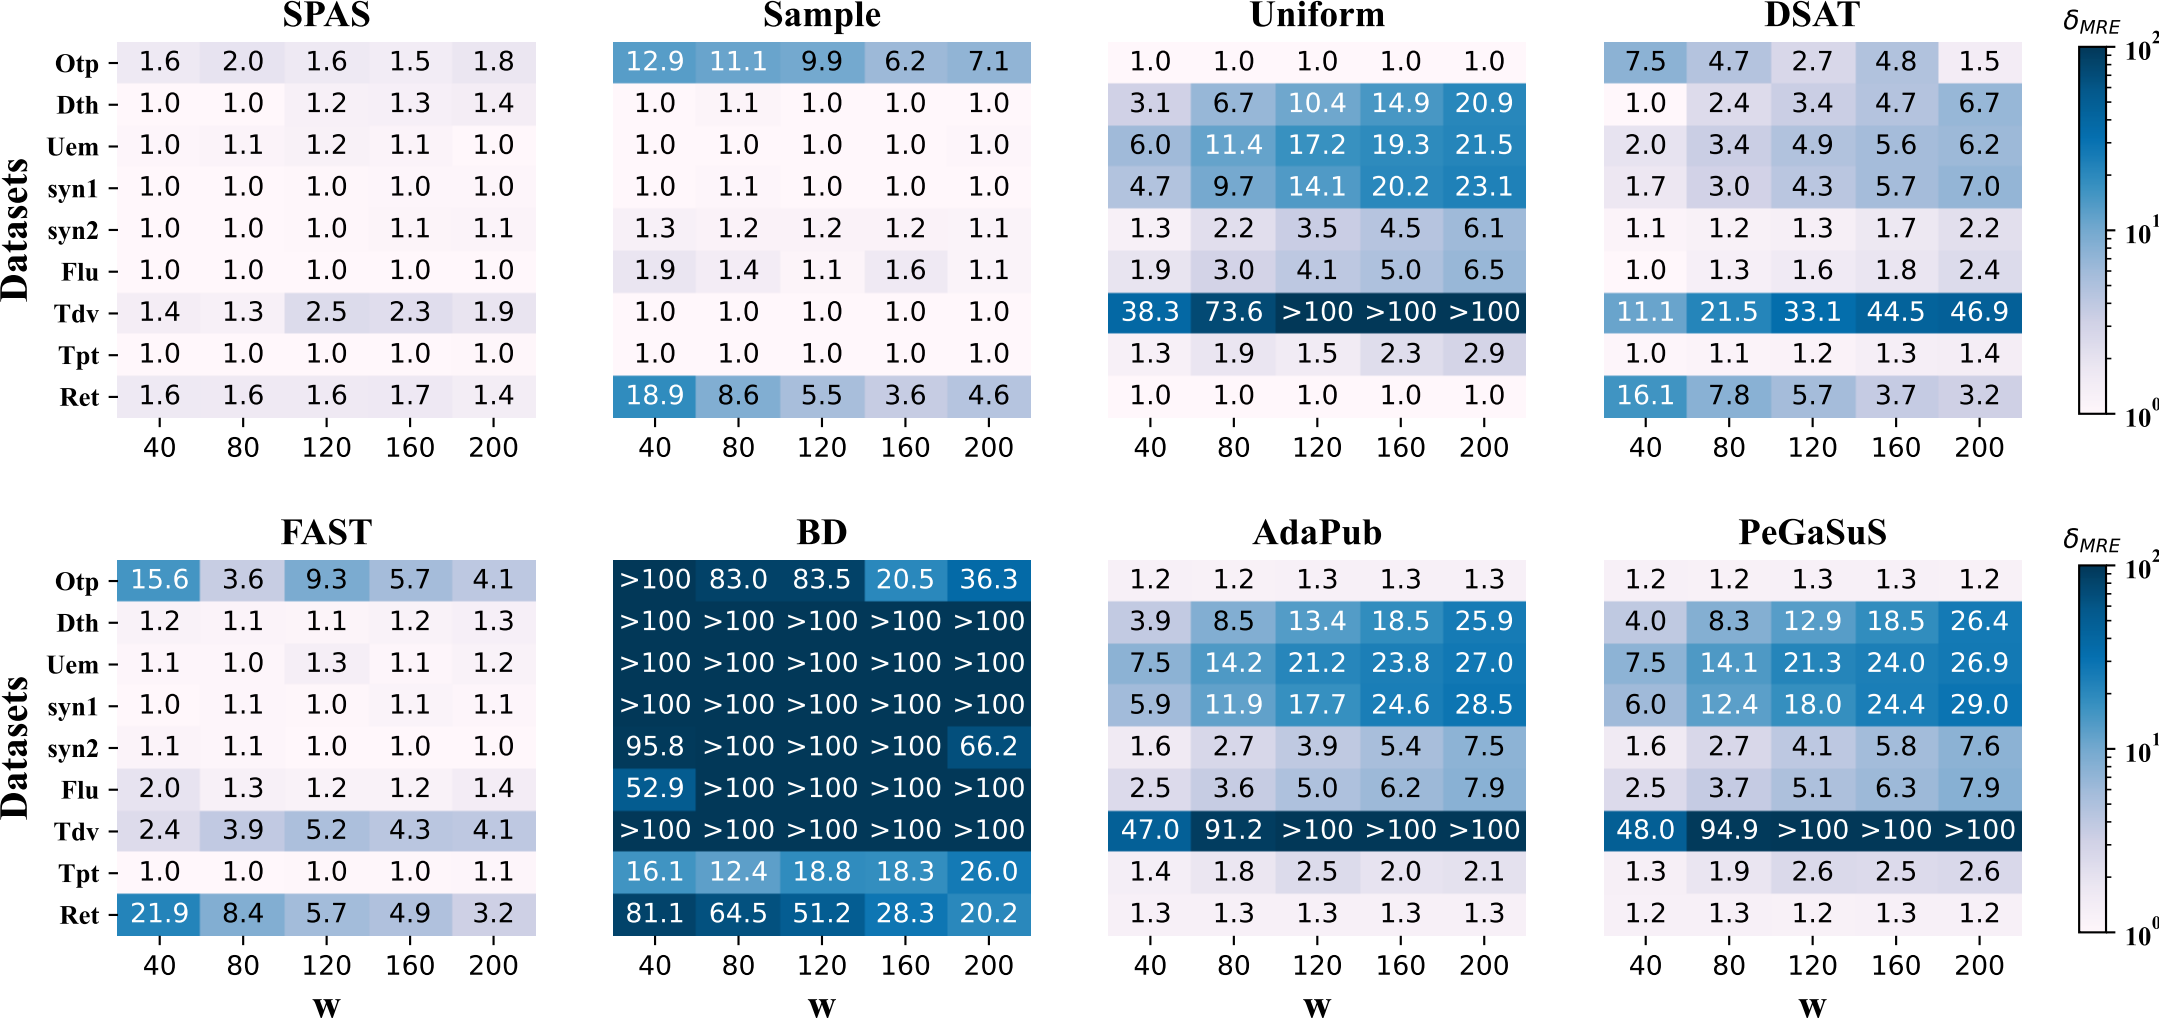 SPAS Sample Uniform DSAT
δMRE
Datasets
Otp 1.6 2.0 1.6 1.5 1.8 12.9 11.1 9.9 6.2 7.1 1.0 1.0 1.0 1.0 1.0 7.5 4.7 2.7 4.8 1.5 10²
Dth 1.0 1.0 1.2 1.3 1.4 1.0 1.1 1.0 1.0 1.0 3.1 6.7 10.4 14.9 20.9 1.0 2.4 3.4 4.7 6.7
Uem 1.0 1.1 1.2 1.1 1.0 1.0 1.0 1.0 1.0 1.0 6.0 11.4 17.2 19.3 21.5 2.0 3.4 4.9 5.6 6.2
syn1 1.0 1.0 1.0 1.0 1.0 1.0 1.1 1.0 1.0 1.0 4.7 9.7 14.1 20.2 23.1 1.7 3.0 4.3 5.7 7.0
syn2 1.0 1.0 1.0 1.1 1.1 1.3 1.2 1.2 1.2 1.1 1.3 2.2 3.5 4.5 6.1 1.1 1.2 1.3 1.7 2.2 10¹
Flu 1.0 1.0 1.0 1.0 1.0 1.9 1.4 1.1 1.6 1.1 1.9 3.0 4.1 5.0 6.5 1.0 1.3 1.6 1.8 2.4
Tdv 1.4 1.3 2.5 2.3 1.9 1.0 1.0 1.0 1.0 1.0 38.3 73.6 >100 >100 >100 11.1 21.5 33.1 44.5 46.9
Tpt 1.0 1.0 1.0 1.0 1.0 1.0 1.0 1.0 1.0 1.0 1.3 1.9 1.5 2.3 2.9 1.0 1.1 1.2 1.3 1.4
Ret 1.6 1.6 1.6 1.7 1.4 18.9 8.6 5.5 3.6 4.6 1.0 1.0 1.0 1.0 1.0 16.1 7.8 5.7 3.7 3.2 10⁰
40 80 120 160 200 40 80 120 160 200 40 80 120 160 200 40 80 120 160 200
FAST BD AdaPub PeGaSuS
δMRE
Datasets
Otp 15.6 3.6 9.3 5.7 4.1 >100 83.0 83.5 20.5 36.3 1.2 1.2 1.3 1.3 1.3 1.2 1.2 1.3 1.3 1.2 10²
Dth 1.2 1.1 1.1 1.2 1.3 >100 >100 >100 >100 >100 3.9 8.5 13.4 18.5 25.9 4.0 8.3 12.9 18.5 26.4
Uem 1.1 1.0 1.3 1.1 1.2 >100 >100 >100 >100 >100 7.5 14.2 21.2 23.8 27.0 7.5 14.1 21.3 24.0 26.9
syn1 1.0 1.1 1.0 1.1 1.1 >100 >100 >100 >100 >100 5.9 11.9 17.7 24.6 28.5 6.0 12.4 18.0 24.4 29.0
syn2 1.1 1.1 1.0 1.0 1.0 95.8 >100 >100 >100 66.2 1.6 2.7 3.9 5.4 7.5 1.6 2.7 4.1 5.8 7.6 10¹
Flu 2.0 1.3 1.2 1.2 1.4 52.9 >100 >100 >100 >100 2.5 3.6 5.0 6.2 7.9 2.5 3.7 5.1 6.3 7.9
Tdv 2.4 3.9 5.2 4.3 4.1 >100 >100 >100 >100 >100 47.0 91.2 >100 >100 >100 48.0 94.9 >100 >100 >100
Tpt 1.0 1.0 1.0 1.0 1.1 16.1 12.4 18.8 18.3 26.0 1.4 1.8 2.5 2.0 2.1 1.3 1.9 2.6 2.5 2.6
Ret 21.9 8.4 5.7 4.9 3.2 81.1 64.5 51.2 28.3 20.2 1.3 1.3 1.3 1.3 1.3 1.2 1.3 1.2 1.3 1.2 10⁰
40 80 120 160 200 40 80 120 160 200 40 80 120 160 200 40 80 120 160 200
w w w w